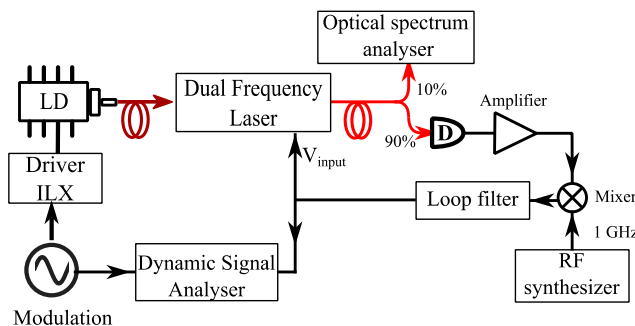 Optical spectrum
analyser
LD
Dual Frequency
Laser
10%
90%
D
Amplifier
Driver
ILX
Vinput
Loop filter
Mixer
1 GHz
RF
synthesizer
Dynamic Signal
Analyser
Modulation